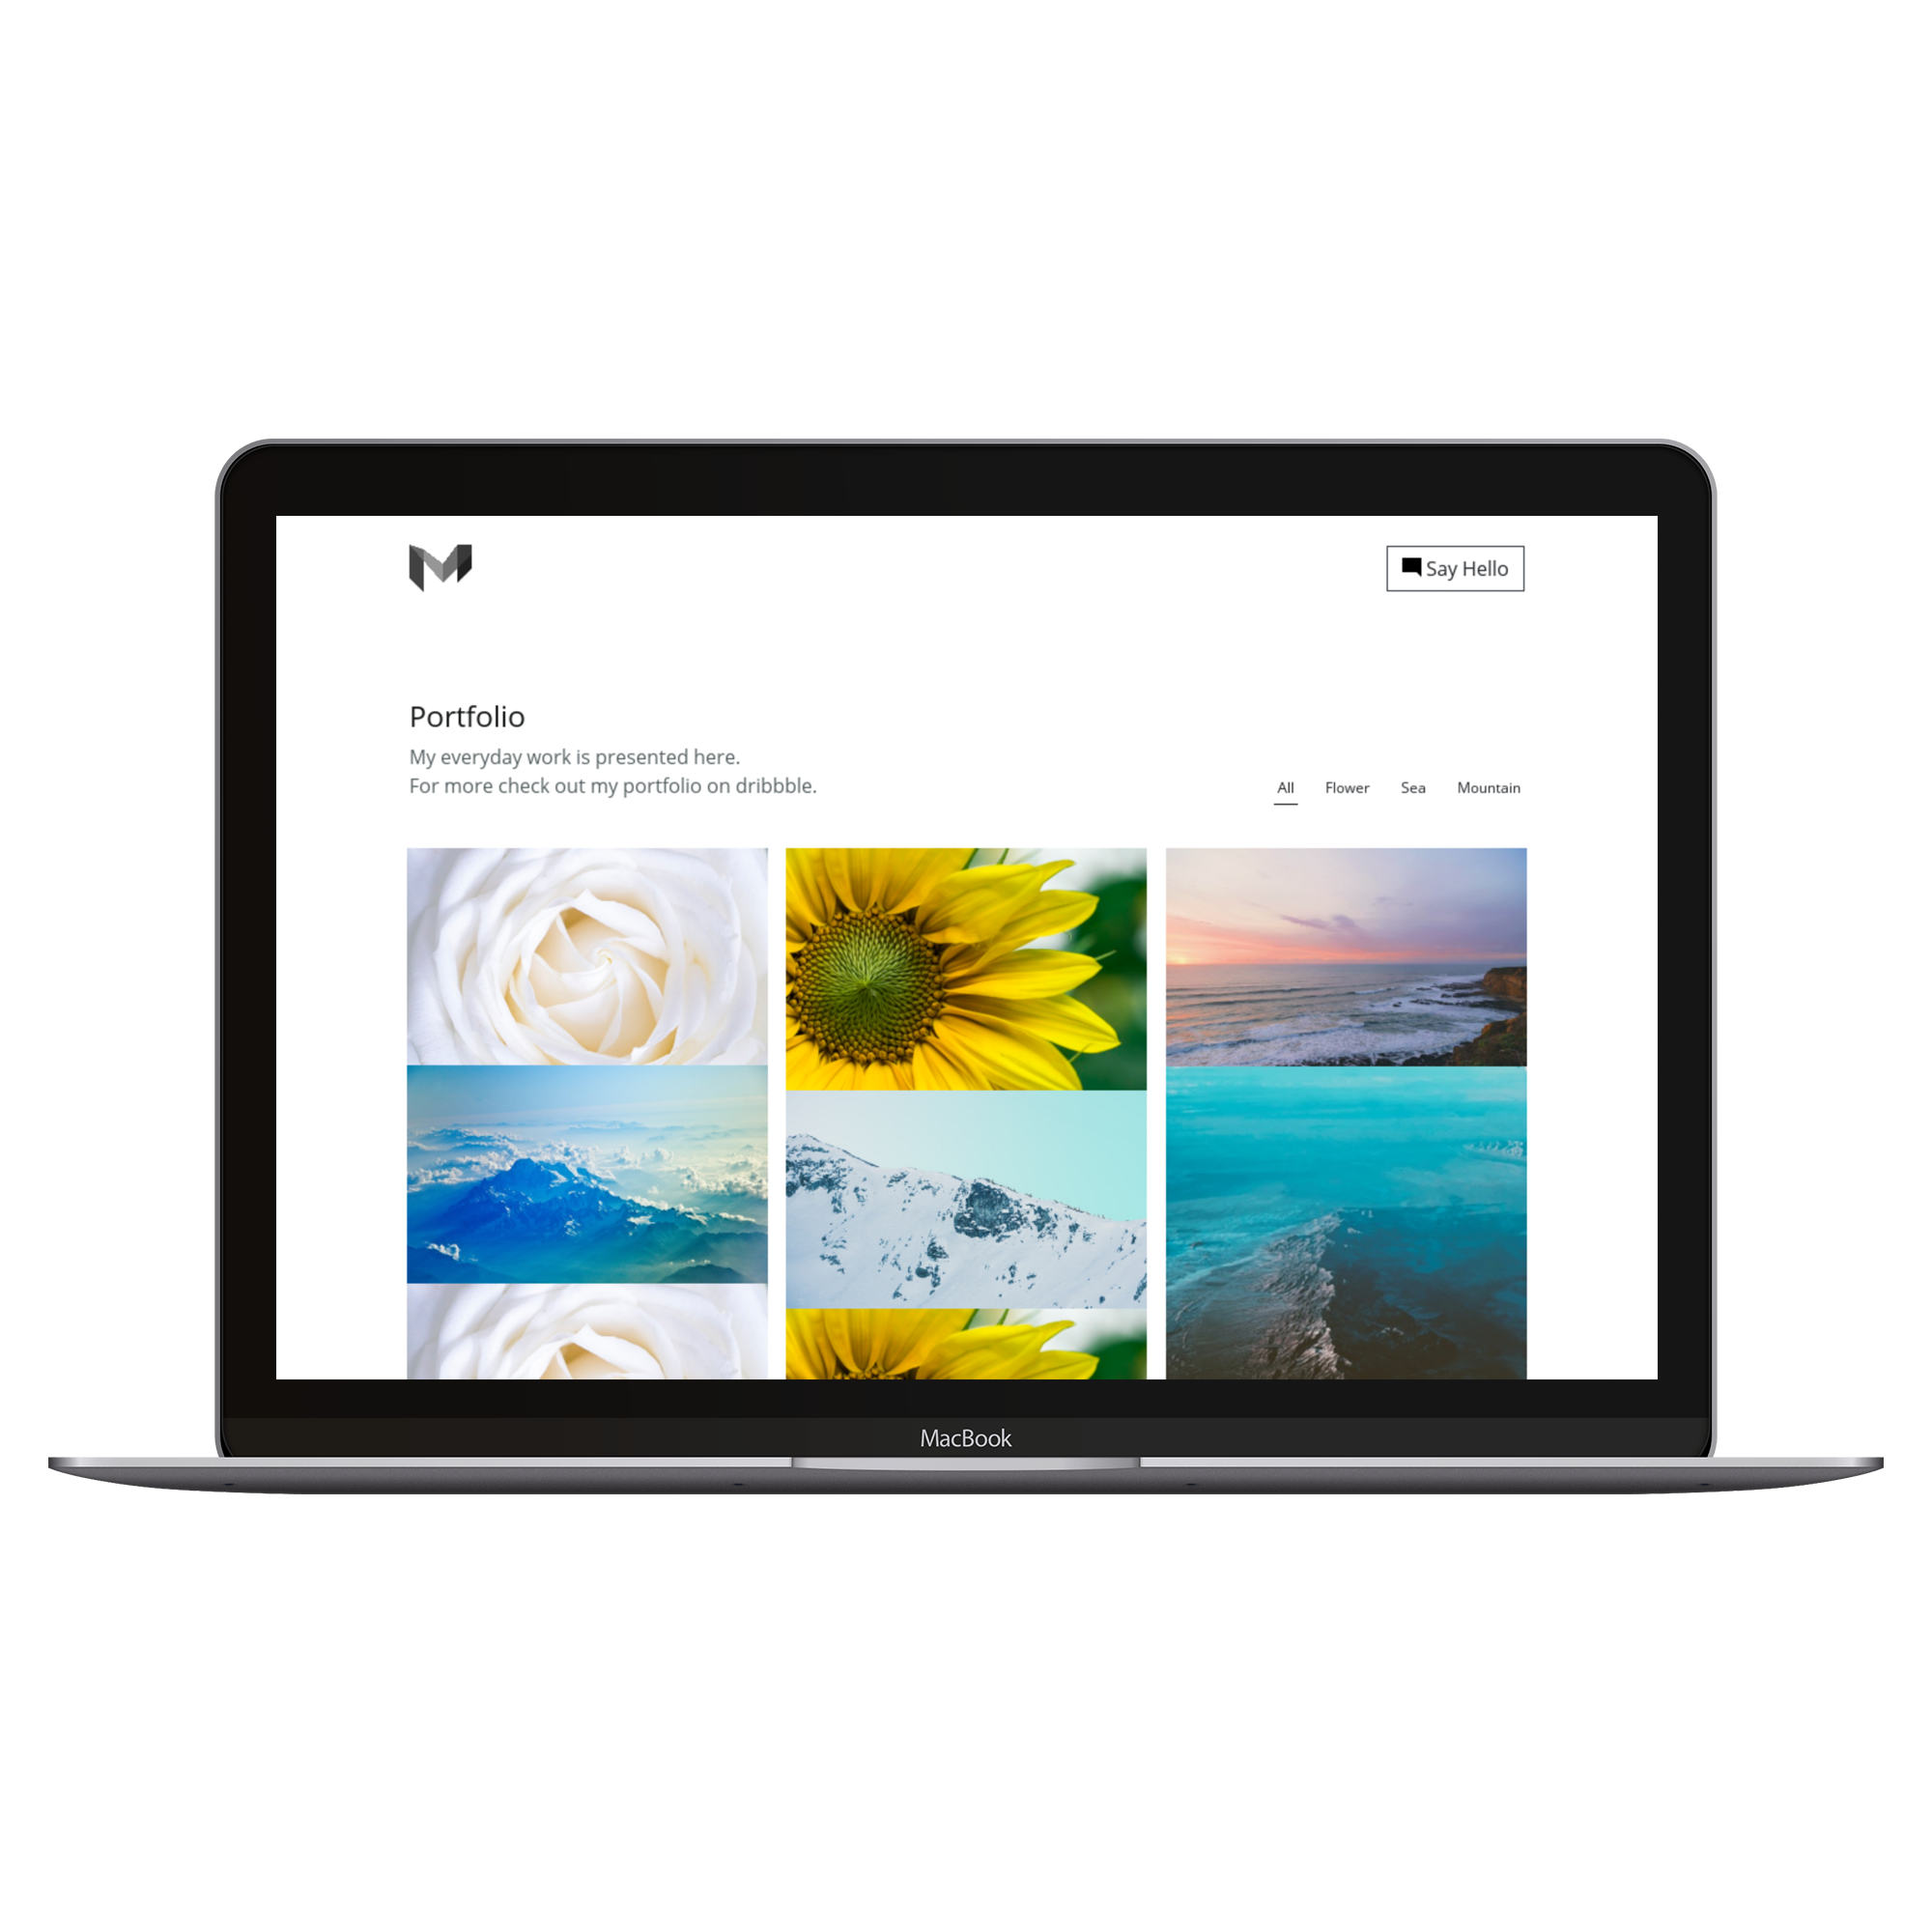 Say Hello
Portfolio
My everyday work is presented here.
For more check out my portfolio on dribbble.
All Flower Sea Mountain
MacBook